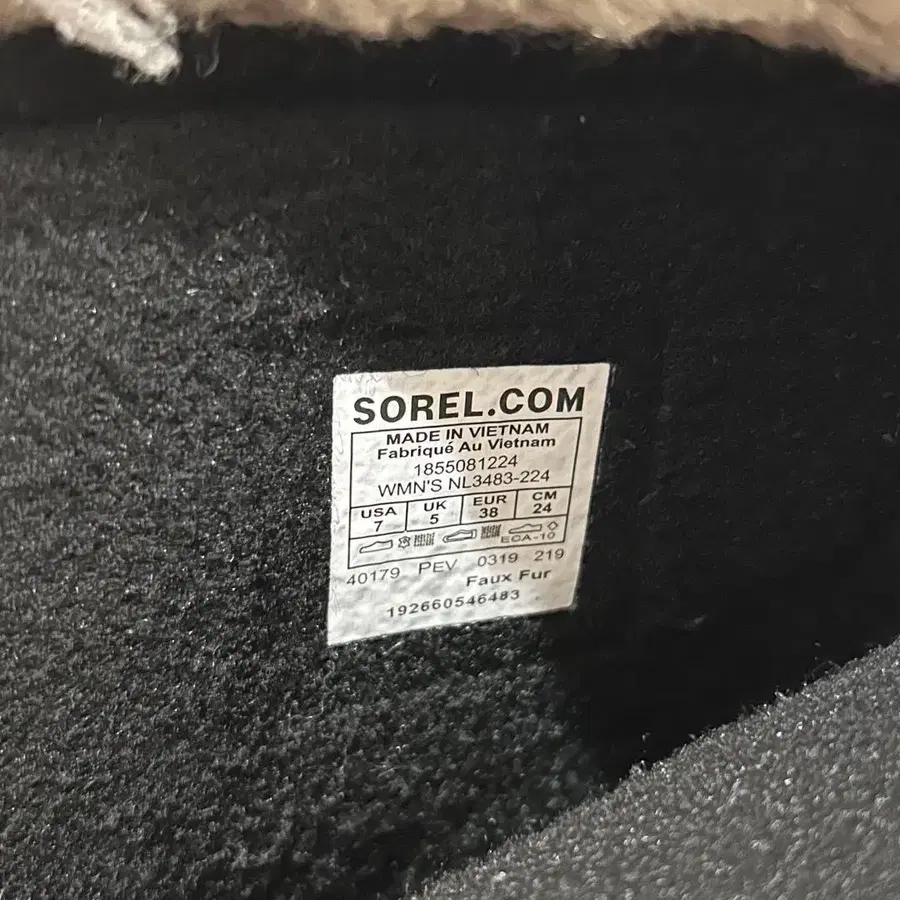 SOREL.COM
MADE IN VIETNAM
Fabriqué Au Vietnam
1855081224
WMN'S NL3483-224
USA UK EUR CM
7 5 38 24
ECA-10
40179 PEV 0319 219
Faux Fur
192660546483